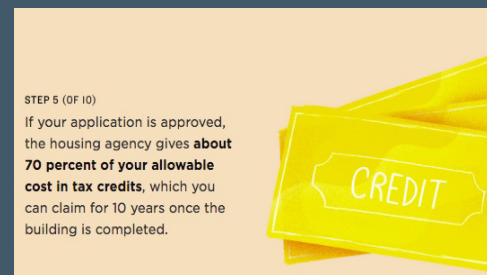 STEP 5 (OF 10)
If your application is approved,
the housing agency gives about
70 percent of your allowable
cost in tax credits, which you
can claim for 10 years once the
building is completed.
CREDIT